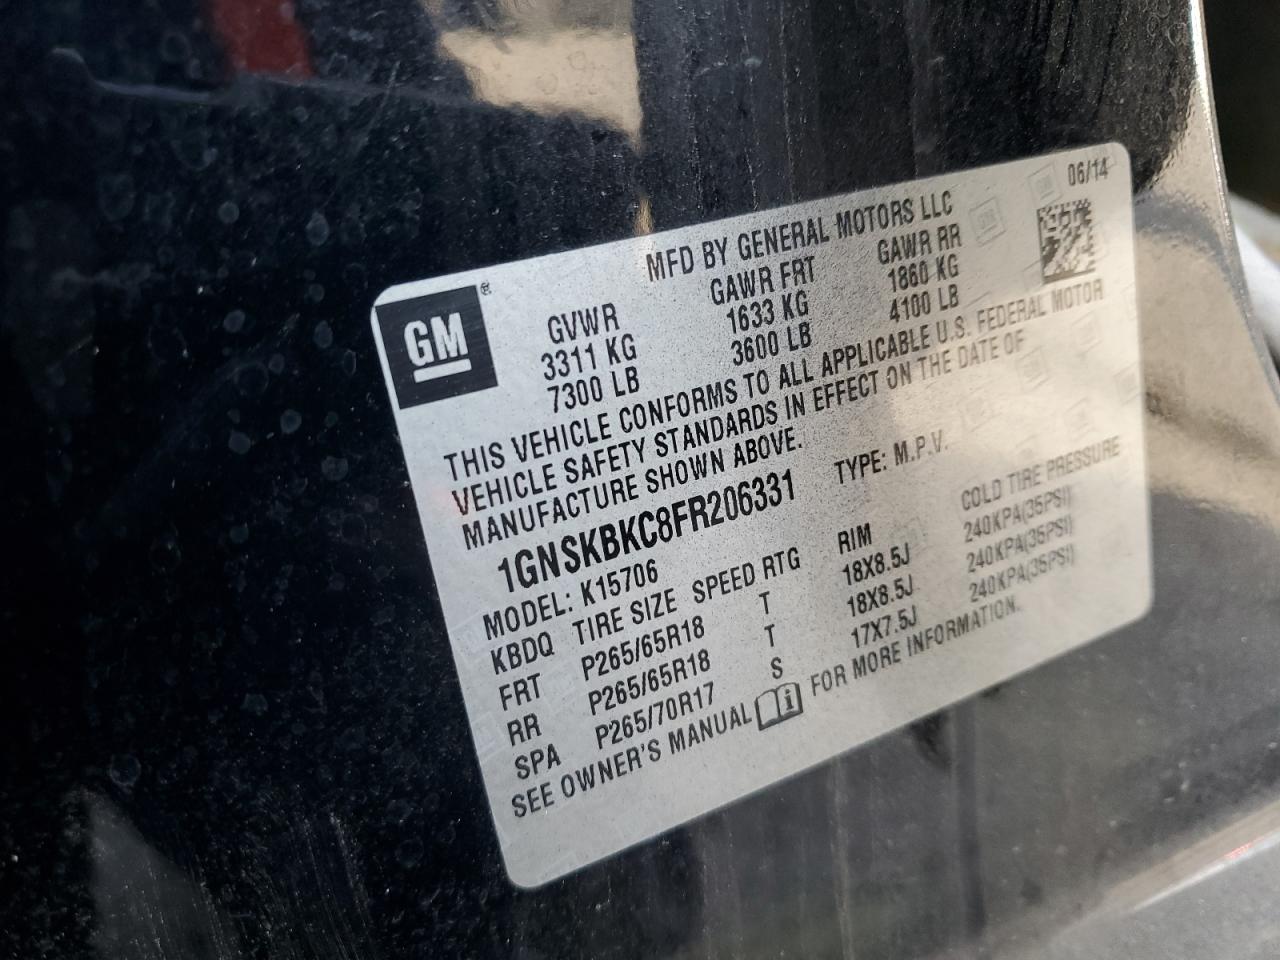 06/14
MFD BY GENERAL MOTORS LLC
GM®
GVWR GAWR FRT GAWR RR
3311 KG 1633 KG 1860 KG
7300 LB 3600 LB 4100 LB
THIS VEHICLE CONFORMS TO ALL APPLICABLE U.S. FEDERAL MOTOR
VEHICLE SAFETY STANDARDS IN EFFECT ON THE DATE OF
MANUFACTURE SHOWN ABOVE.
1GNSKBKC8FR206331 TYPE: M.P.V.
MODEL: K15706
KBDQ TIRE SIZE SPEED RTG RIM COLD TIRE PRESSURE
FRT P265/65R18 T 18X8.5J 240KPA(35PSI)
RR P265/65R18 T 18X8.5J 240KPA(35PSI)
SPA P265/70R17 S 17X7.5J 240KPA(35PSI)
SEE OWNER'S MANUAL FOR MORE INFORMATION.